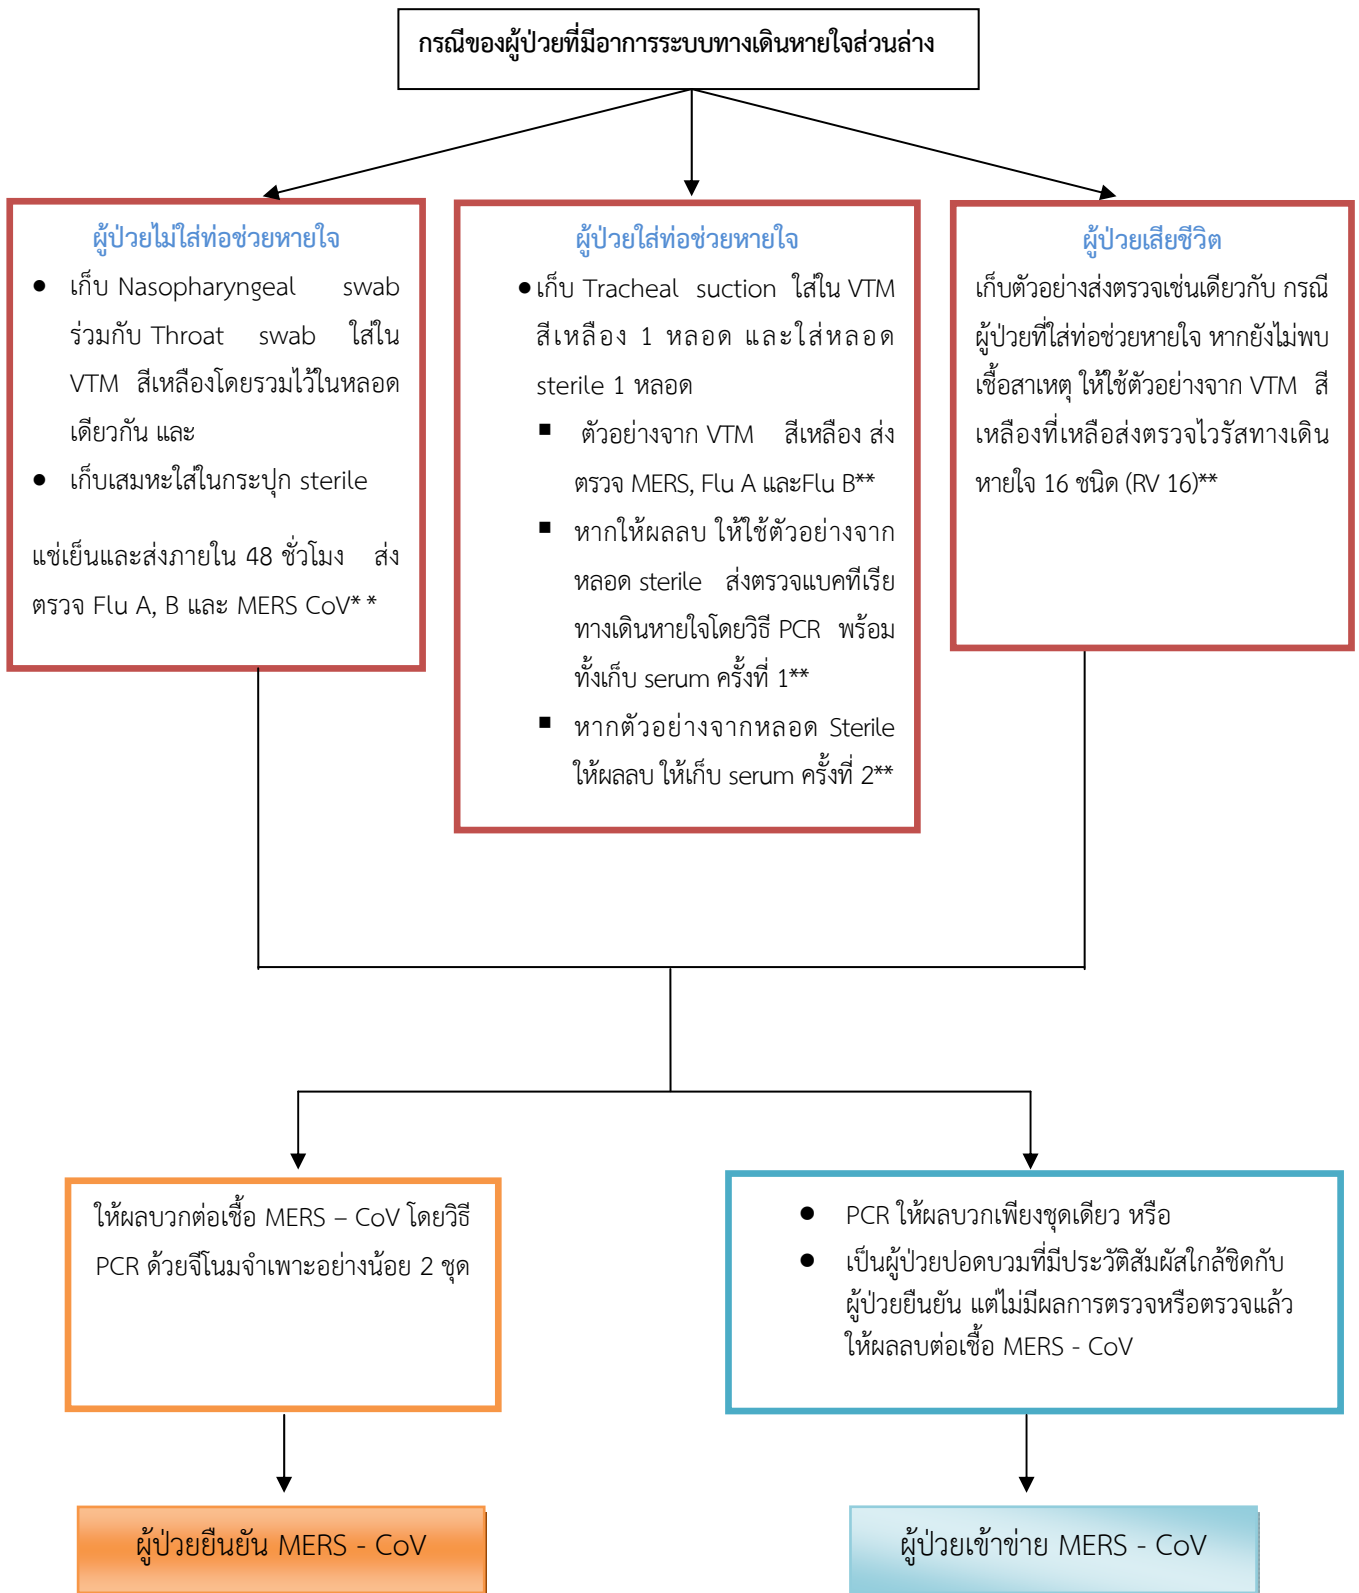 กรณีของผู้ป่วยที่มีอาการระบบทางเดินหายใจส่วนล่าง
ผู้ป่วยไม่ใส่ท่อช่วยหายใจ
● เก็บ Nasopharyngeal swab
ร่วมกับ Throat swab ใส่ใน
VTM สีเหลืองโดยรวมไว้ในหลอด
เดียวกัน และ
● เก็บเสมหะใส่ในกระปุก sterile
แช่เย็นและส่งภายใน 48 ชั่วโมง ส่ง
ตรวจ Flu A, B และ MERS CoV* *
ผู้ป่วยใส่ท่อช่วยหายใจ
● เก็บ Tracheal suction ใส่ใน VTM
สีเหลือง 1 หลอด และใส่หลอด
sterile 1 หลอด
■ ตัวอย่างจาก VTM สีเหลือง ส่ง
ตรวจ MERS, Flu A และFlu B**
■ หากให้ผลลบ ให้ใช้ตัวอย่างจาก
หลอด sterile ส่งตรวจแบคทีเรีย
ทางเดินหายใจโดยวิธี PCR พร้อม
ทั้งเก็บ serum ครั้งที่ 1**
■ หากตัวอย่างจากหลอด Sterile
ให้ผลลบ ให้เก็บ serum ครั้งที่ 2**
ผู้ป่วยเสียชีวิต
เก็บตัวอย่างส่งตรวจเช่นเดียวกับ กรณี
ผู้ป่วยที่ใส่ท่อช่วยหายใจ หากยังไม่พบ
เชื้อสาเหตุ ให้ใช้ตัวอย่างจาก VTM สี
เหลืองที่เหลือส่งตรวจไวรัสทางเดิน
หายใจ 16 ชนิด (RV 16)**
ให้ผลบวกต่อเชื้อ MERS – CoV โดยวิธี
PCR ด้วยจีโนมจำเพาะอย่างน้อย 2 ชุด
● PCR ให้ผลบวกเพียงชุดเดียว หรือ
● เป็นผู้ป่วยปอดบวมที่มีประวัติสัมผัสใกล้ชิดกับ
ผู้ป่วยยืนยัน แต่ไม่มีผลการตรวจหรือตรวจแล้ว
ให้ผลลบต่อเชื้อ MERS - CoV
ผู้ป่วยยืนยัน MERS - CoV
ผู้ป่วยเข้าข่าย MERS - CoV